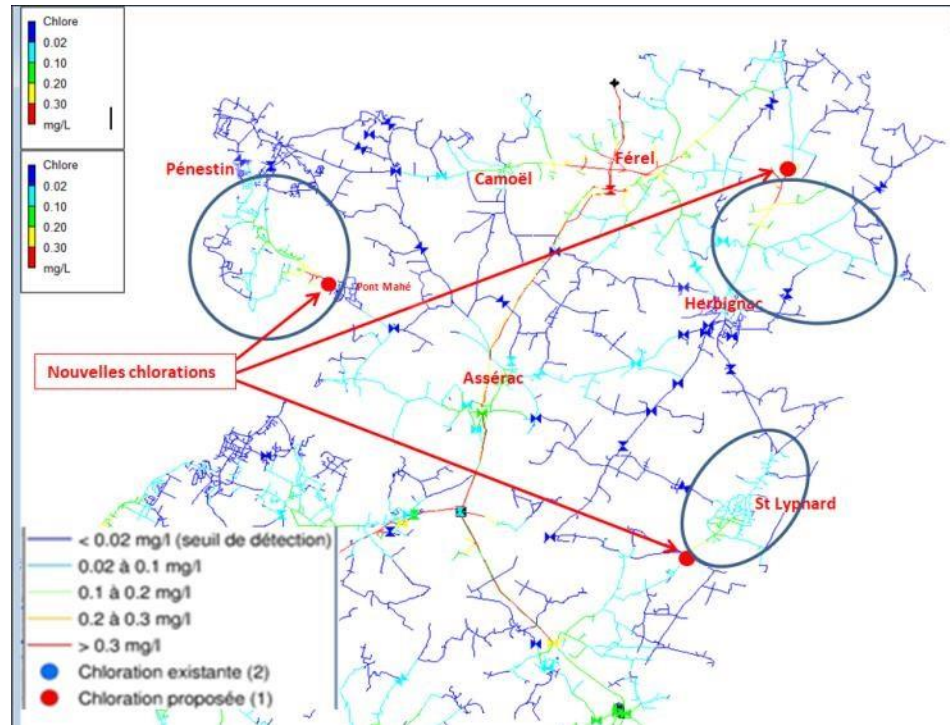 Chlore
0.02
0.10
0.20
0.30
mg/L
Chlore
0.02
0.10
0.20
0.30
mg/L
Pénestin
Camoël
Férel
Pont Mahé
Herbignac
Nouvelles chlorations
Assérac
St Lypnard
< 0.02 mg/l (seuil de détection)
0.02 à 0.1 mg/l
0.1 à 0.2 mg/l
0.2 à 0.3 mg/l
> 0.3 mg/l
Chloration existante (2)
Chloration proposée (1)